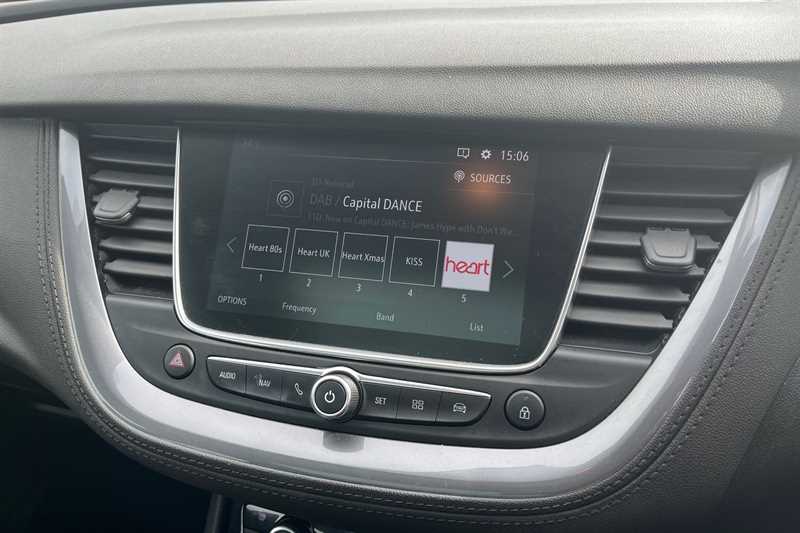 15:06
SOURCES
DAB / Capital DANCE
11D: Now on Capital DANCE: James Hype with Don't Wa...
Heart 80s
Heart UK
Heart Xmas
KISS
heart
1
2
3
4
5
OPTIONS
Frequency
Band
List
AUDIO
NAV
SET